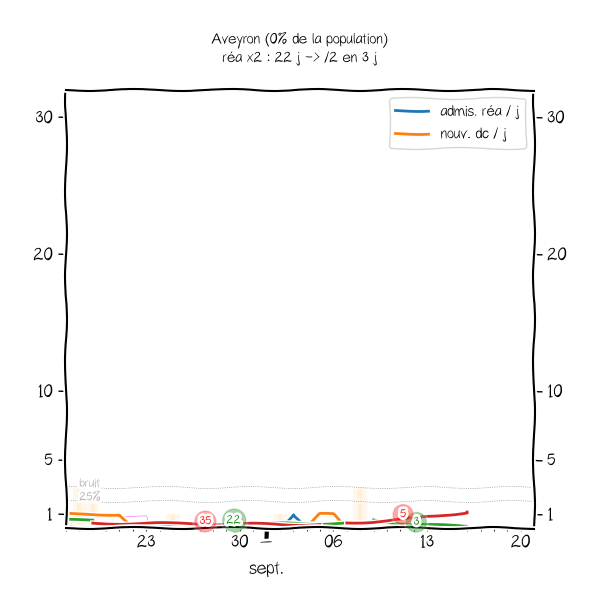 Aveyron (0% de la population)
réa x2 : 22 j -> /2 en 3 j
admis. réa / j
nouv. dc / j
30 30
20 20
10 10
5 5
bruit
25%
1 1
35 22 5 3
23 30 06 13 20
sept.